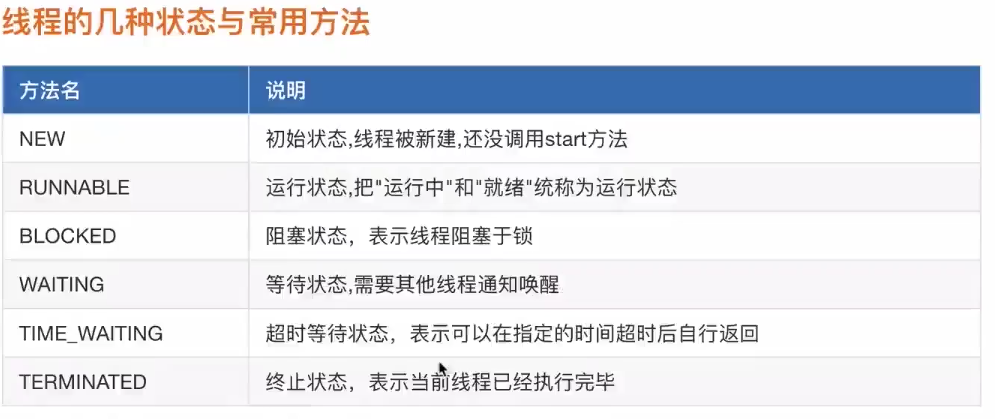 线程的几种状态与常用方法
方法名 说明
NEW 初始状态,线程被新建,还没调用start方法
RUNNABLE 运行状态,把"运行中"和"就绪"统称为运行状态
BLOCKED 阻塞状态，表示线程阻塞于锁
WAITING 等待状态,需要其他线程通知唤醒
TIME_WAITING 超时等待状态，表示可以在指定的时间超时后自行返回
TERMINATED 终止状态，表示当前线程已经执行完毕